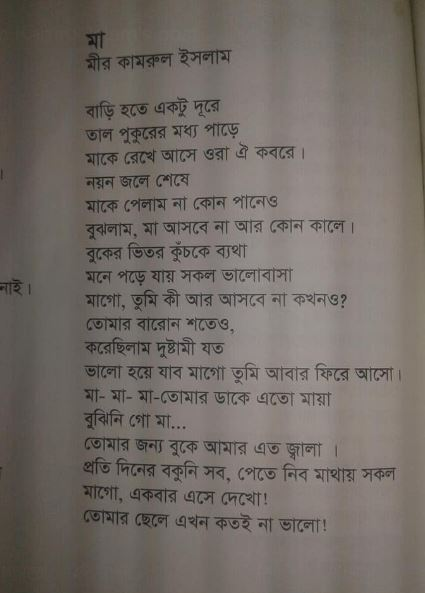 মা
মীর কামরুল ইসলাম
বাড়ি হতে একটু দূরে
তাল পুকুরের মধ্য পাড়ে
মাকে রেখে আসে ওরা ঐ কবরে।
নয়ন জলে শেষে
মাকে পেলাম না কোন পানেও
বুঝলাম, মা আসবে না আর কোন কালে।
বুকের ভিতর কুঁচকে ব্যথা
মনে পড়ে যায় সকল ভালোবাসা
নাই।
মাগো, তুমি কী আর আসবে না কখনও?
তোমার বারোন শতেও,
করেছিলাম দুষ্টামী যত
ভালো হয়ে যাব মাগো তুমি আবার ফিরে আসো।
মা- মা- মা-তোমার ডাকে এতো মায়া
বুঝিনি গো মা...
তোমার জন্য বুকে আমার এত জ্বালা ।
প্রতি দিনের বকুনি সব, পেতে নিব মাথায় সকল
মাগো, একবার এসে দেখো!
তোমার ছেলে এখন কতই না ভালো!